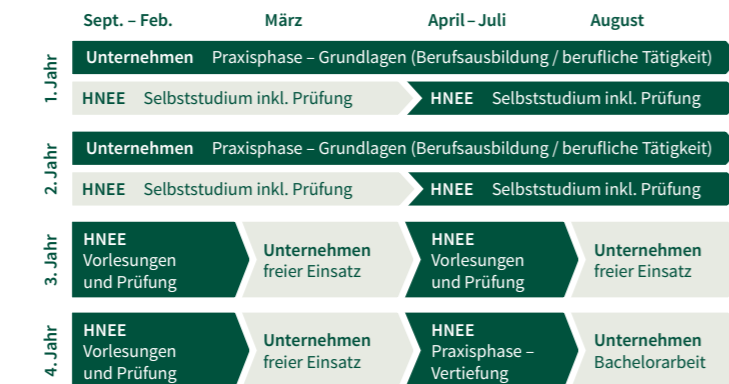 Sept. – Feb. März April – Juli August
1. Jahr
Unternehmen Praxisphase – Grundlagen (Berufsausbildung / berufliche Tätigkeit)
HNEE Selbststudium inkl. Prüfung
HNEE Selbststudium inkl. Prüfung
2. Jahr
Unternehmen Praxisphase – Grundlagen (Berufsausbildung / berufliche Tätigkeit)
HNEE Selbststudium inkl. Prüfung
HNEE Selbststudium inkl. Prüfung
3. Jahr
HNEE
Vorlesungen
und Prüfung
Unternehmen
freier Einsatz
HNEE
Vorlesungen
und Prüfung
Unternehmen
freier Einsatz
4. Jahr
HNEE
Vorlesungen
und Prüfung
Unternehmen
freier Einsatz
HNEE
Praxisphase –
Vertiefung
Unternehmen
Bachelorarbeit